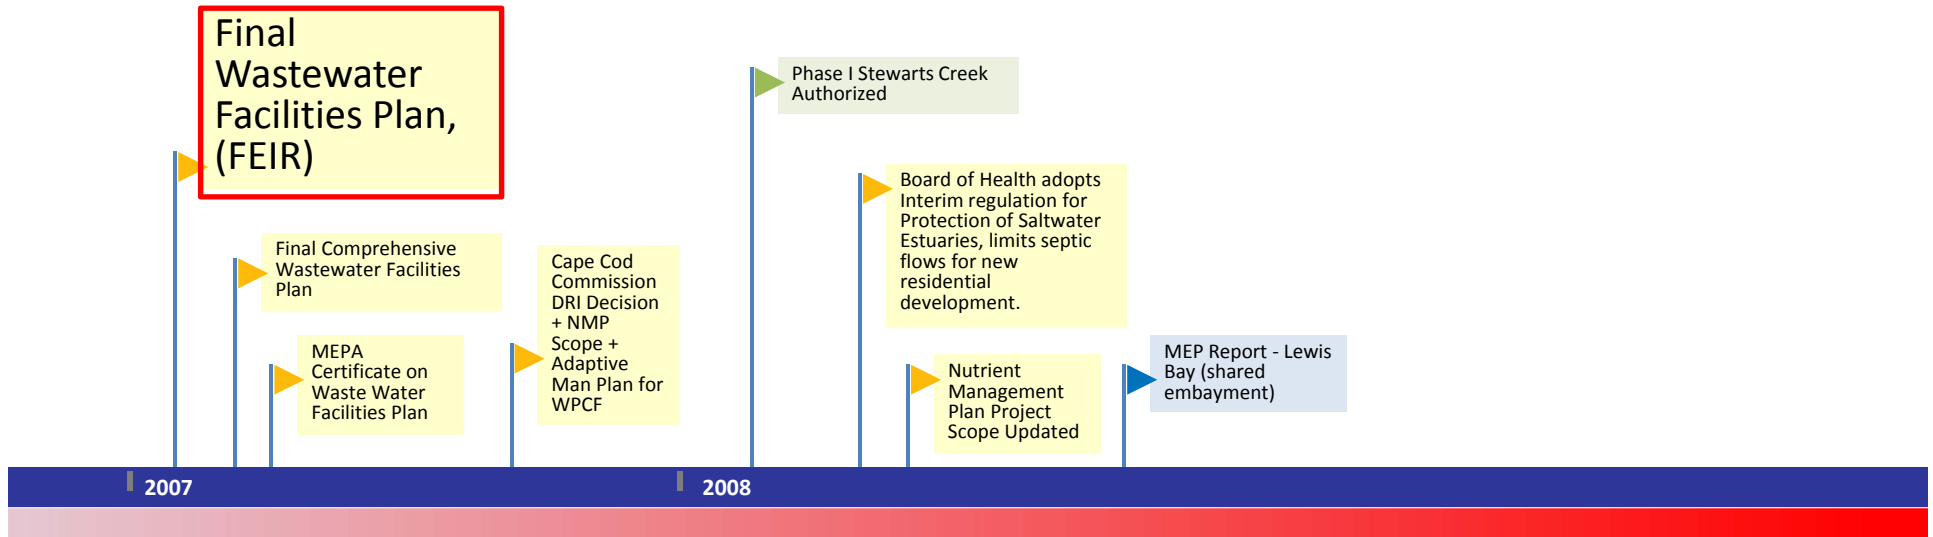 Final
Wastewater
Facilities Plan,
(FEIR)
Final Comprehensive
Wastewater Facilities
Plan
MEPA
Certificate on
Waste Water
Facilities Plan
Cape Cod
Commission
DRI Decision
+ NMP
Scope +
Adaptive
Man Plan for
WPCF
Phase I Stewarts Creek
Authorized
Board of Health adopts
Interim regulation for
Protection of Saltwater
Estuaries, limits septic
flows for new
residential
development.
Nutrient
Management
Plan Project
Scope Updated
MEP Report - Lewis
Bay (shared
embayment)
2007
2008